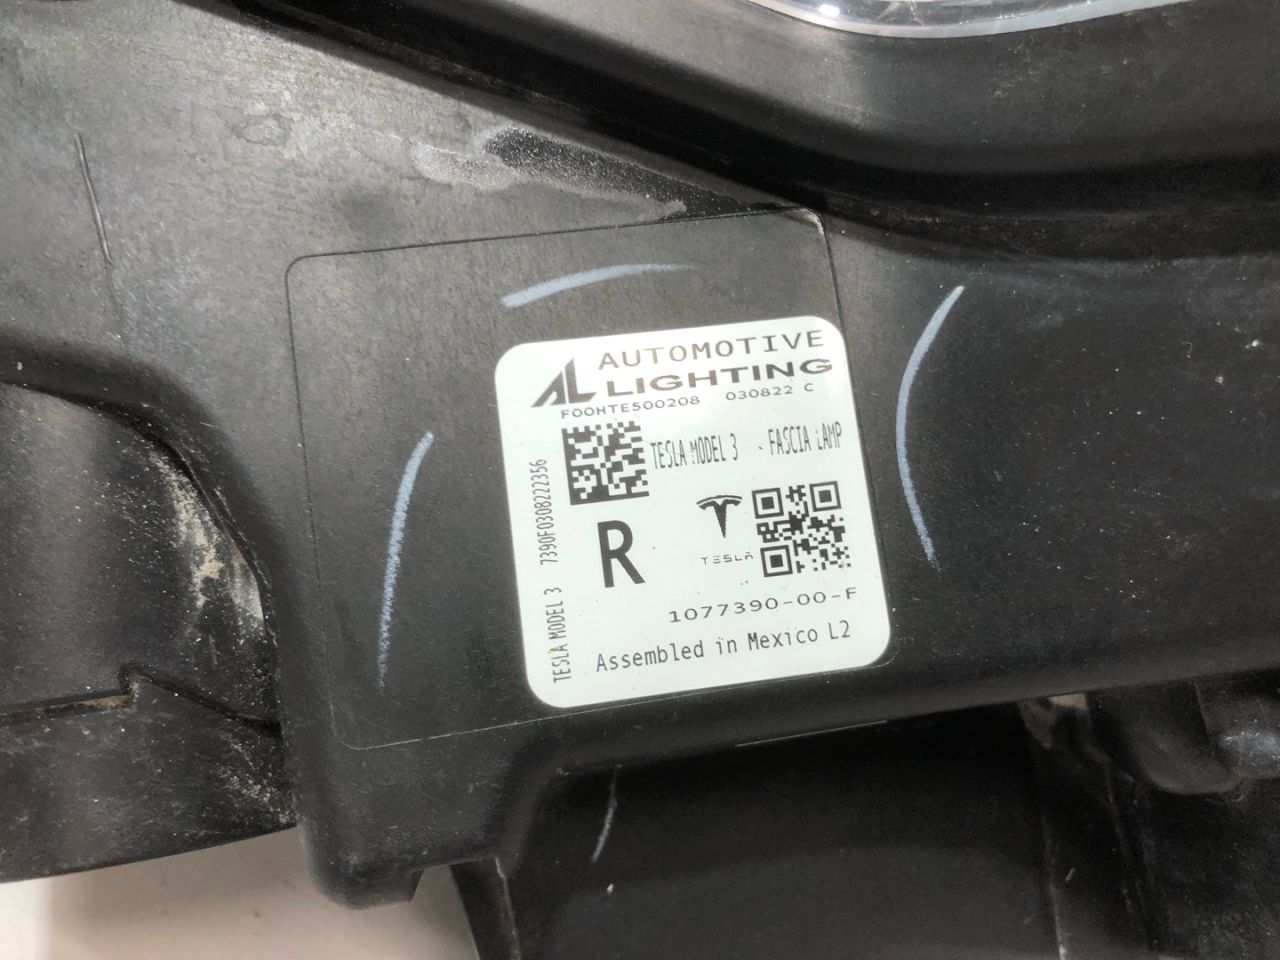 AL AUTOMOTIVE
LIGHTING
F00HTE500208 030822 C
TESLA MODEL 3 - FASCIA LAMP
TESLA MODEL 3 7390F0308222356
R
TESLA
1077390-00-F
Assembled in Mexico L2